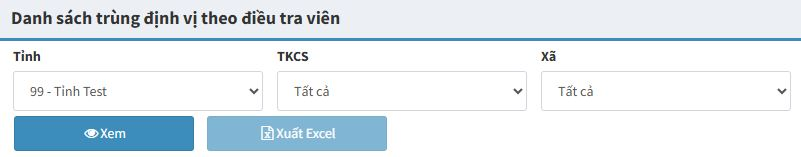 Danh sách trùng định vị theo điều tra viên
Tỉnh TKCS Xã
99 - Tỉnh Test Tất cả Tất cả
Xem Xuất Excel